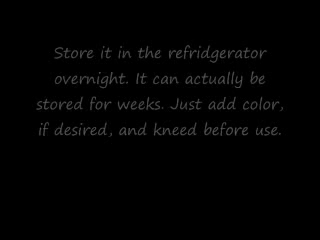 Store it in the refridgerator
overnight. It can actually be
stored for weeks. Just add color,
if desired, and kneed before use.